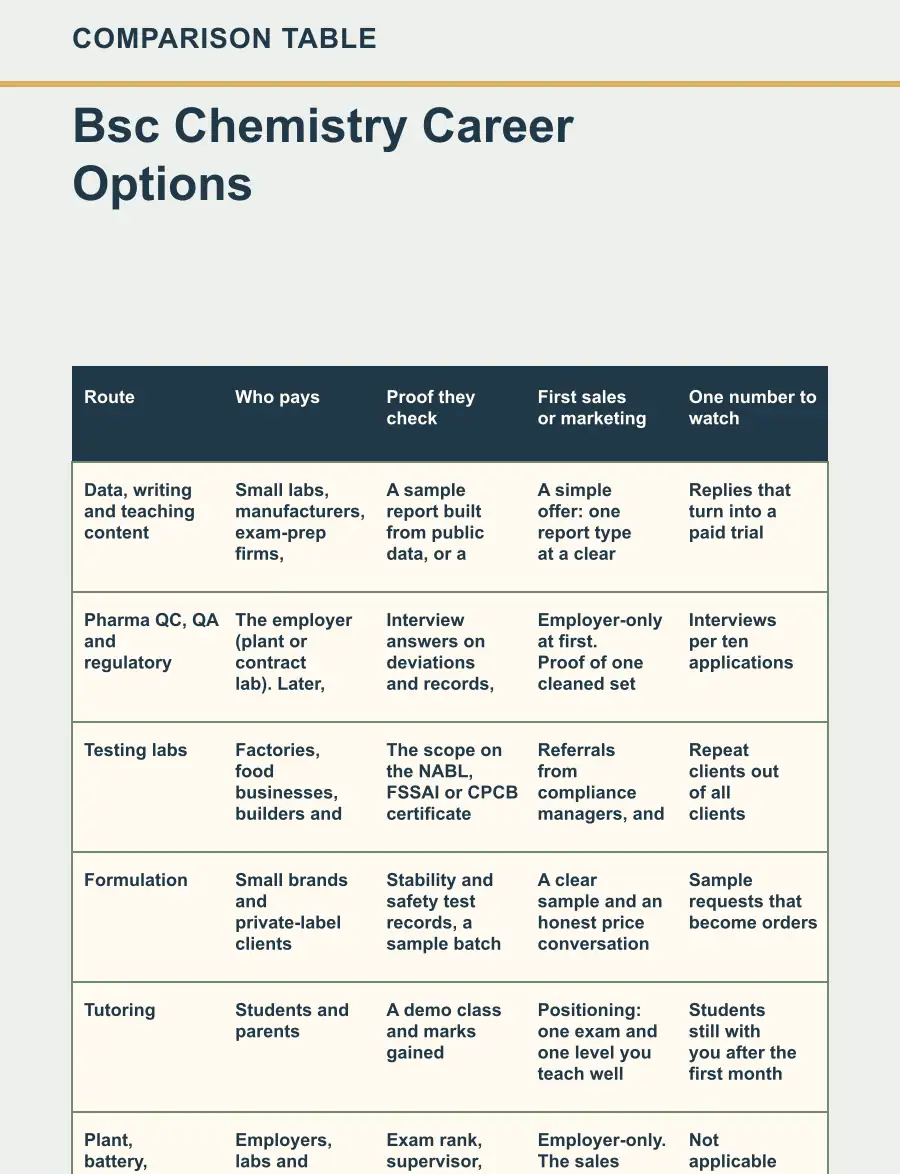 COMPARISON TABLE
Bsc Chemistry Career
Options
Route
Who pays
Proof they
check
First sales
or marketing
One number to
watch
Data, writing
and teaching
content
Small labs,
manufacturers,
exam-prep
firms,
A sample
report built
from public
data, or a
A simple
offer: one
report type
at a clear
Replies that
turn into a
paid trial
Pharma QC, QA
and
regulatory
The employer
(plant or
contract
lab). Later,
Interview
answers on
deviations
and records,
Employer-only
at first.
Proof of one
cleaned set
Interviews
per ten
applications
Testing labs
Factories,
food
businesses,
builders and
The scope on
the NABL,
FSSAI or CPCB
certificate
Referrals
from
compliance
managers, and
Repeat
clients out
of all
clients
Formulation
Small brands
and
private-label
clients
Stability and
safety test
records, a
sample batch
A clear
sample and an
honest price
conversation
Sample
requests that
become orders
Tutoring
Students and
parents
A demo class
and marks
gained
Positioning:
one exam and
one level you
teach well
Students
still with
you after the
first month
Plant,
battery,
Employers,
labs and
Exam rank,
supervisor,
Employer-only.
The sales
Not
applicable